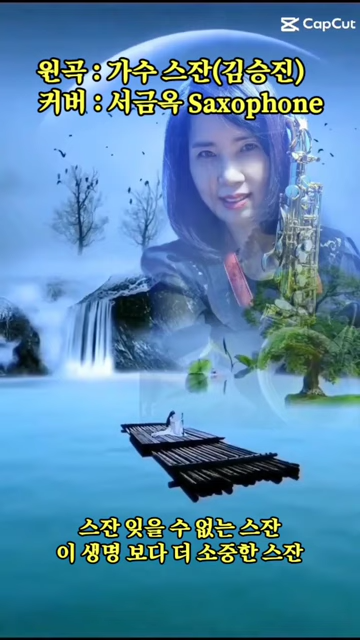 CapCut
원곡 : 가수 스잔(김승진)
커버 : 서금옥 Saxophone
스잔 잊을 수 없는 스잔
이 생명 보다 더 소중한 스잔